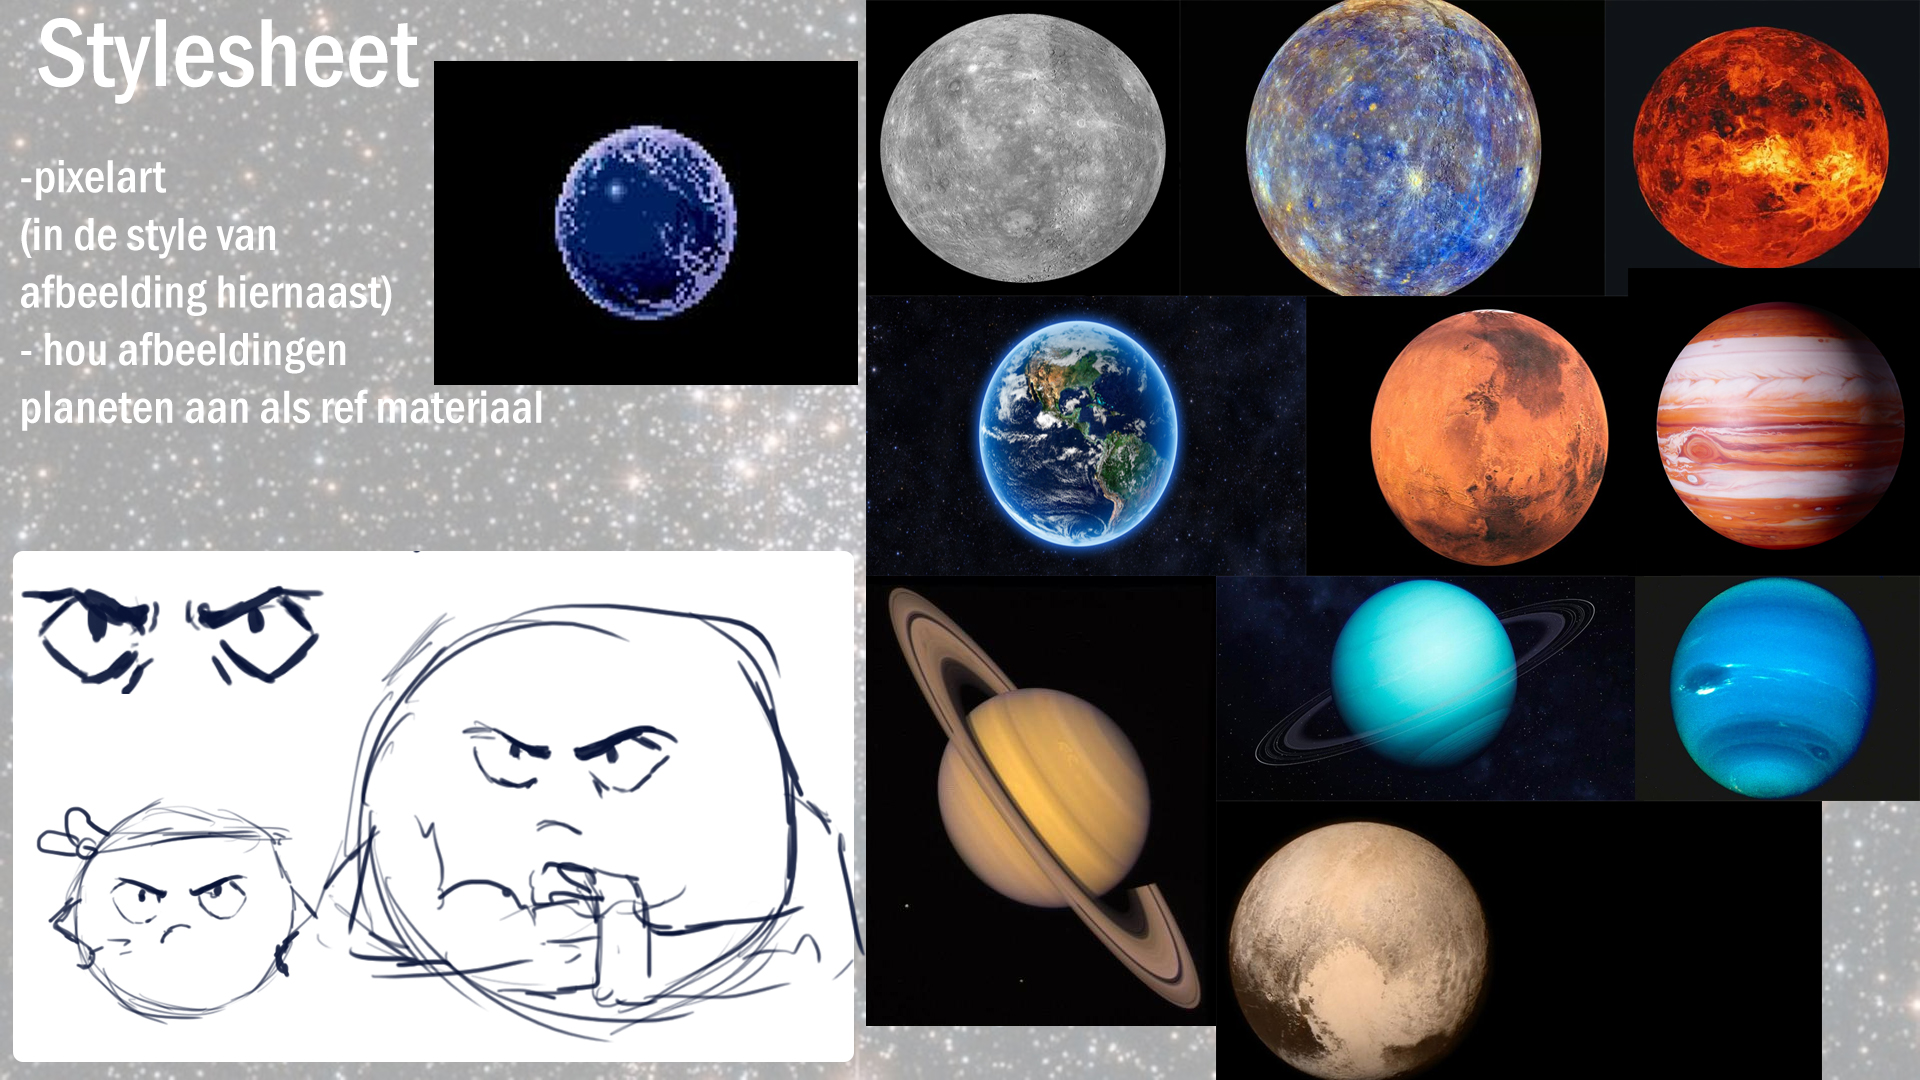 Stylesheet
-pixelart
(in de style van
afbeelding hiernaast)
- hou afbeeldingen
planeten aan als ref materiaal